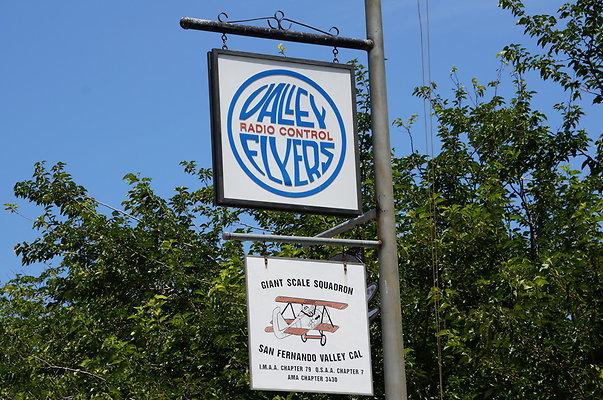 VALLEY
RADIO CONTROL
FLYERS
GIANT SCALE SQUADRON
SAN FERNANDO VALLEY CAL
I.M.A.A. CHAPTER 79 Q.S.A.A. CHAPTER 7
AMA CHAPTER 3430